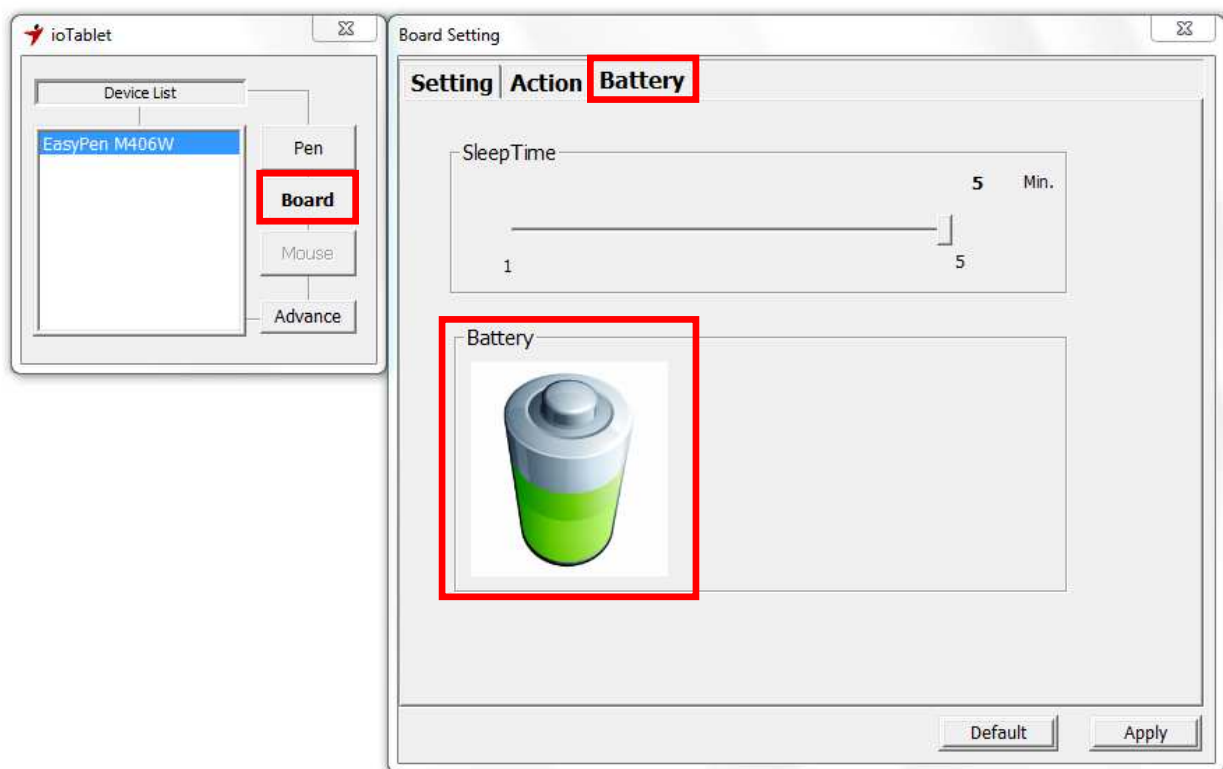 ioTablet
Device List
EasyPen M406W
Pen
Board
Mouse
Advance
Board Setting
Setting Action Battery
SleepTime
5 Min.
1 5
Battery
Default Apply